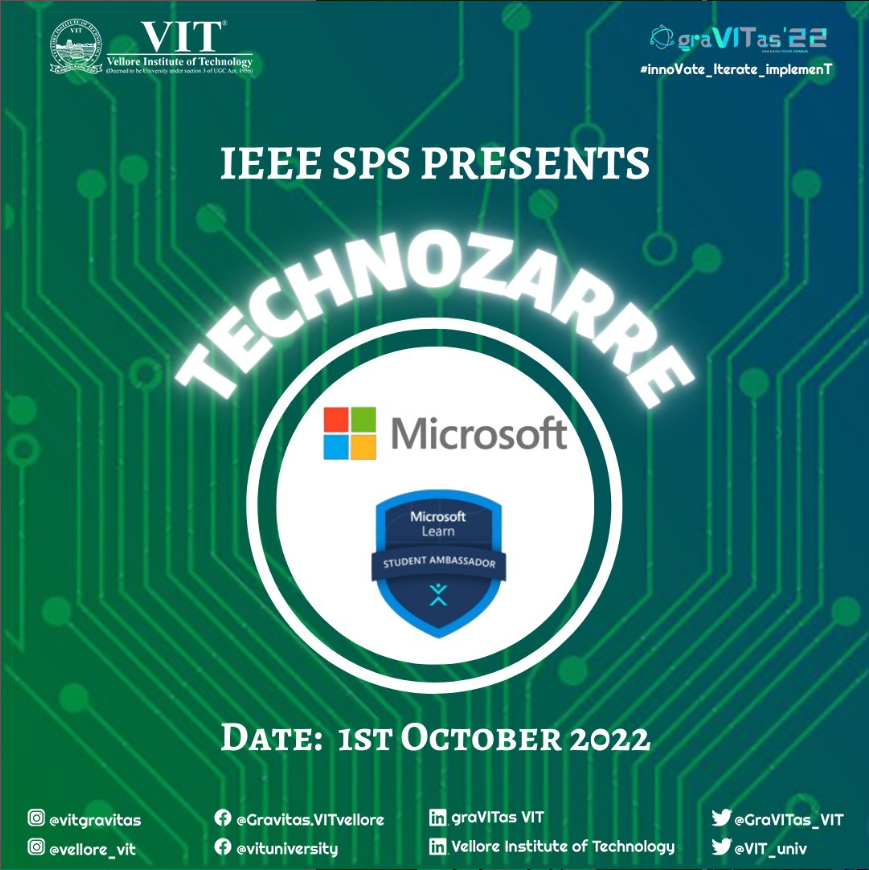 VIT®
Vellore Institute of Technology
(Deemed to be University under section 3 of UGC Act, 1956)
graVITas'22
#innoVate_Iterate_implemenT
IEEE SPS PRESENTS
TECHNOZARRE
Microsoft
Microsoft
Learn
STUDENT AMBASSADOR
DATE: 1ST OCTOBER 2022
@vitgravitas
@Gravitas.VITvellore
graVITas VIT
@GraVITas_VIT
@vellore_vit
@vituniversity
Vellore Institute of Technology
@VIT_univ